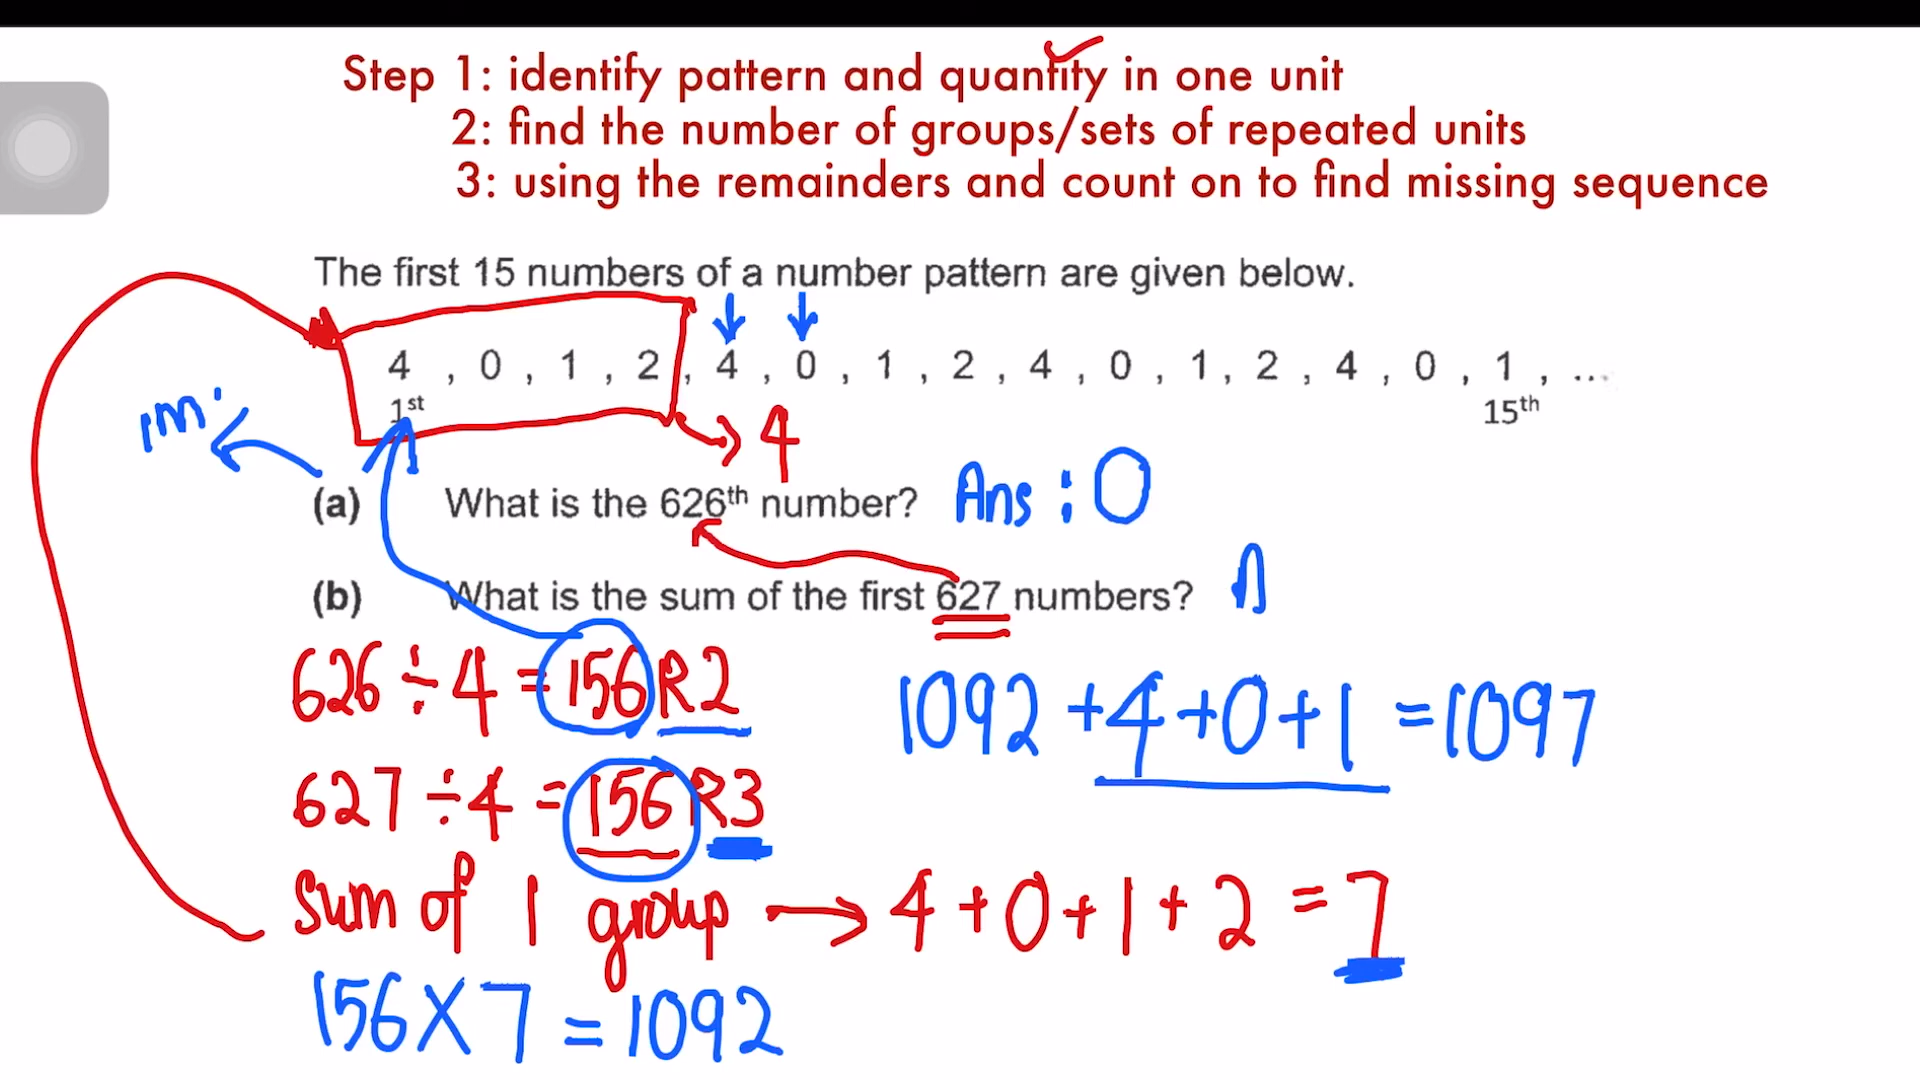 Step 1: identify pattern and quantity in one unit
2: find the number of groups/sets of repeated units
3: using the remainders and count on to find missing sequence
The first 15 numbers of a number pattern are given below.
4 , 0 , 1 , 2 , 4 , 0 , 1 , 2 , 4 , 0 , 1 , 2 , 4 , 0 , 1 , ...
1st 15th
1m
→ 4
(a) What is the 626th number? Ans : 0
(b) What is the sum of the first 627 numbers? A
626 ÷ 4 = 156 R2
1092 + 4 + 0 + 1 = 1097
627 ÷ 4 = 156 R3
Sum of 1 group → 4 + 0 + 1 + 2 = 7
156 X 7 = 1092